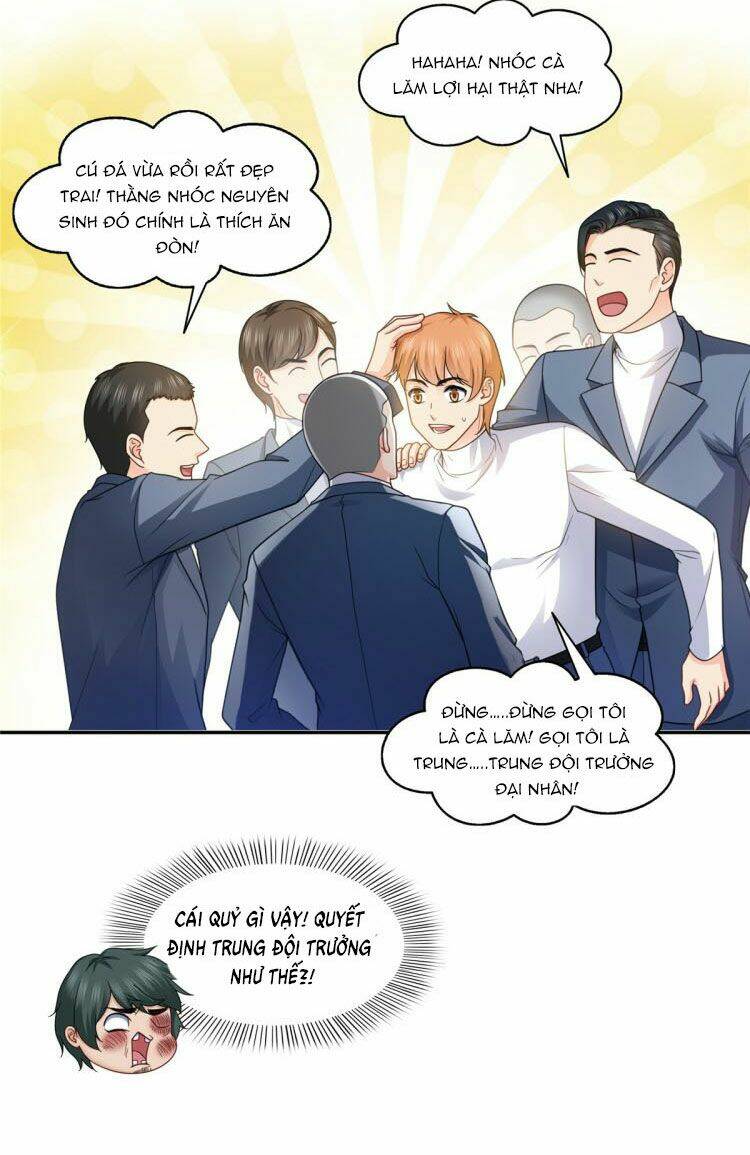 HAHAHA! NHÓC CÀ
LĂM LỢI HẠI THẬT NHA!
CÚ ĐÁ VỪA RỒI RẤT ĐẸP
TRAI! THẰNG NHÓC NGUYÊN
SINH ĐÓ CHÍNH LÀ THÍCH ĂN
ĐÒN!
ĐỪNG.....ĐỪNG GỌI TÔI
LÀ CÀ LĂM! GỌI TÔI LÀ
TRUNG.....TRUNG ĐỘI TRƯỞNG
ĐẠI NHÂN!
CÁI QUỶ GÌ VẬY! QUYẾT
ĐỊNH TRUNG ĐỘI TRƯỞNG
NHƯ THẾ?!